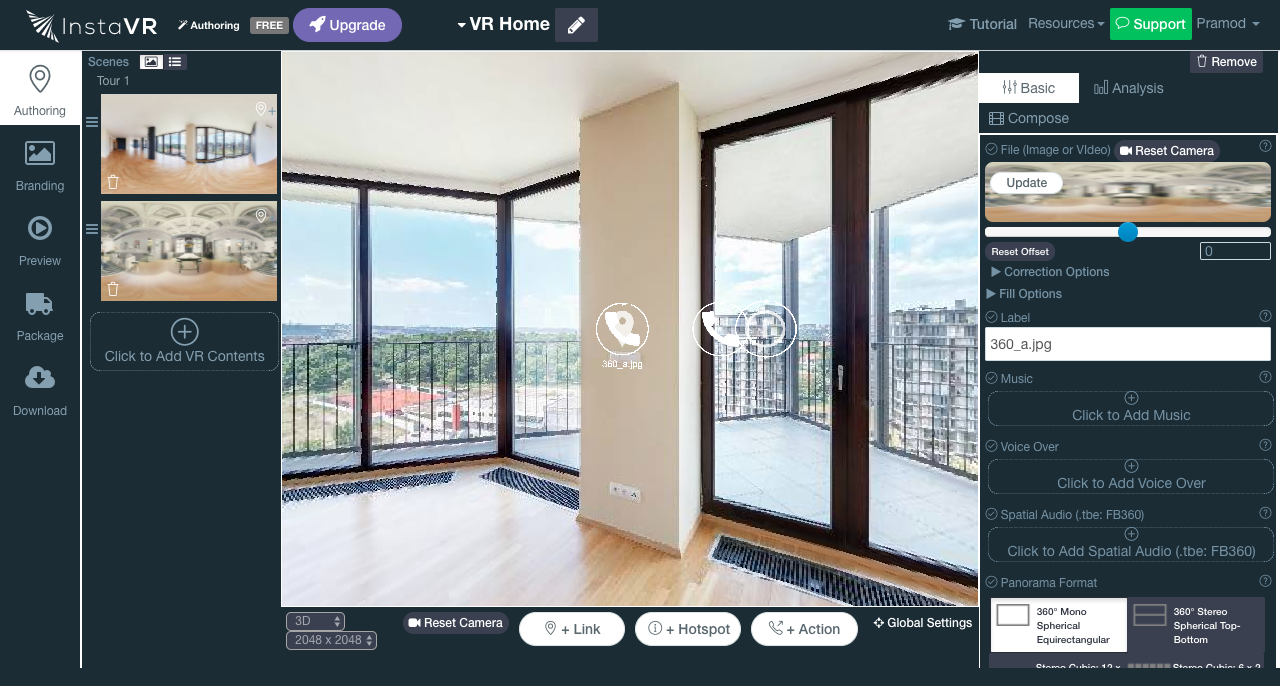 InstaVR
Authoring
FREE
Upgrade
VR Home
Tutorial
Resources
Support
Pramod
Authoring
Branding
Preview
Package
Download
Scenes
Tour 1
Click to Add VR Contents
360_a.jpg
3D
2048 x 2048
Reset Camera
+ Link
+ Hotspot
+ Action
Global Settings
Remove
Basic
Analysis
Compose
File (Image or VIdeo)
Reset Camera
Update
Reset Offset
0
Correction Options
Fill Options
Label
360_a.jpg
Music
Click to Add Music
Voice Over
Click to Add Voice Over
Spatial Audio (.tbe: FB360)
Click to Add Spatial Audio (.tbe: FB360)
Panorama Format
360° Mono
Spherical
Equirectangular
360° Stereo
Spherical Top-
Bottom
Stereo Cubic: 12 x
Stereo Cubic: 6 x 2